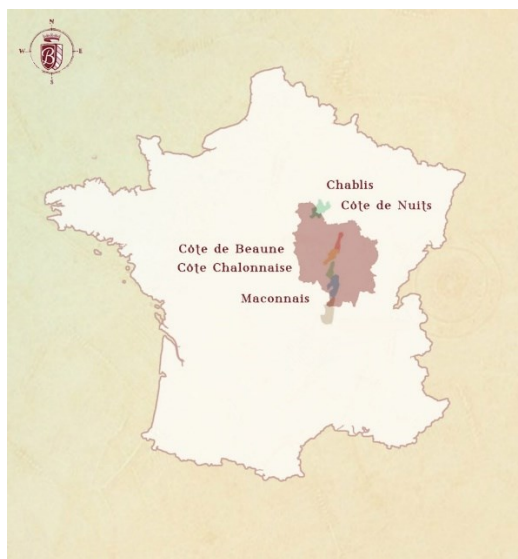 N
W E
B
S
Chablis
Côte de Nuits
Côte de Beaune
Côte Chalonnaise
Maconnais